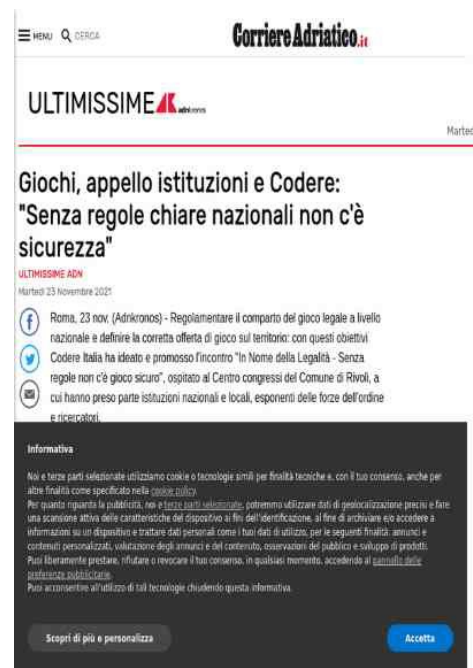 MENU CERCA
Corriere Adriatico.it
ULTIMISSIME adnkronos
Marted
Giochi, appello istituzioni e Codere:
"Senza regole chiare nazionali non c'è
sicurezza"
ULTIMISSIME ADN
Martedì 23 Novembre 2021
Roma, 23 nov. (Adnkronos) - Regolamentare il comparto del gioco legale a livello
nazionale e definire la corretta offerta di gioco sul territorio: con questi obiettivi
Codere Italia ha ideato e promosso l'incontro "In Nome della Legalità - Senza
regole non c'è gioco sicuro", ospitato al Centro congressi del Comune di Rivoli, a
cui hanno preso parte istituzioni nazionali e locali, esponenti delle forze dell'ordine
e ricercatori.
Informativa
Noi e terze parti selezionate utilizziamo cookie o tecnologie simili per finalità tecniche e, con il tuo consenso, anche per
altre finalità come specificato nella cookie policy.
Per quanto riguarda la pubblicità, noi e terze parti selezionate, potremmo utilizzare dati di geolocalizzazione precisi e fare
una scansione attiva delle caratteristiche del dispositivo ai fini dell'identificazione, al fine di archiviare e/o accedere a
informazioni su un dispositivo e trattare dati personali come i tuoi dati di utilizzo, per le seguenti finalità: annunci e
contenuti personalizzati, valutazione degli annunci e del contenuto, osservazioni del pubblico e sviluppo di prodotti.
Puoi liberamente prestare, rifiutare o revocare il tuo consenso, in qualsiasi momento, accedendo al pannello delle
preferenze pubblicitarie.
Puoi acconsentire all'utilizzo di tali tecnologie chiudendo questa informativa.
Scopri di più e personalizza
Accetta